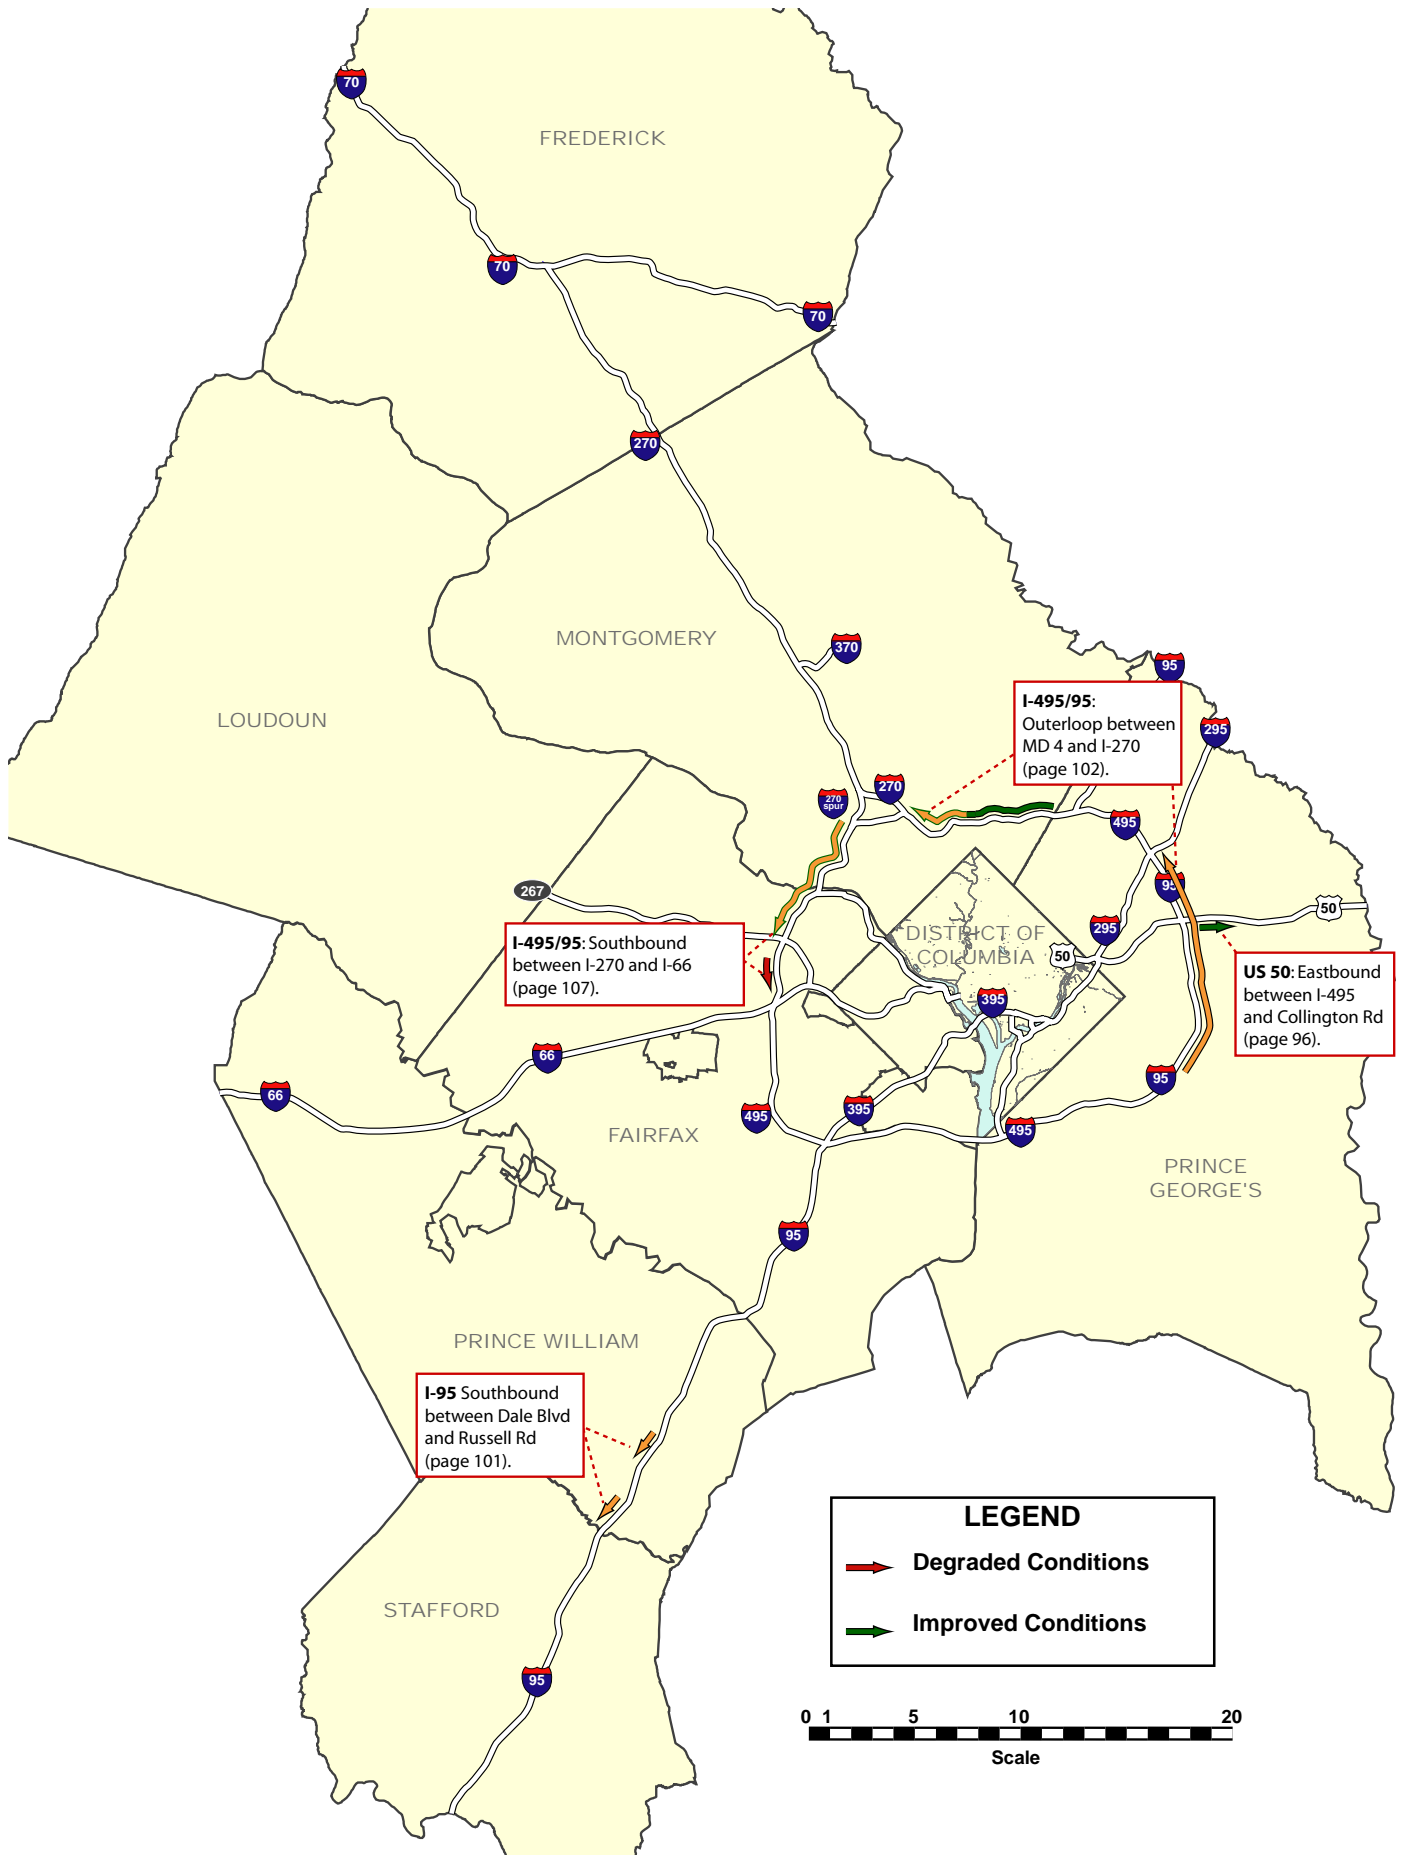 70
FREDERICK
70
70
270
MONTGOMERY
370
95
I-495/95:
Outerloop between
MD 4 and I-270
(page 102).
295
LOUDOUN
270
270
spur
495
267
95
50
I-495/95: Southbound
between I-270 and I-66
(page 107).
DISTRICT OF
COLUMBIA
295
50
US 50: Eastbound
between I-495
and Collington Rd
(page 96).
395
66
95
66
495
395
495
FAIRFAX
PRINCE
GEORGE'S
95
PRINCE WILLIAM
I-95 Southbound
between Dale Blvd
and Russell Rd
(page 101).
LEGEND
Degraded Conditions
Improved Conditions
STAFFORD
95
0 1 5 10 20
Scale